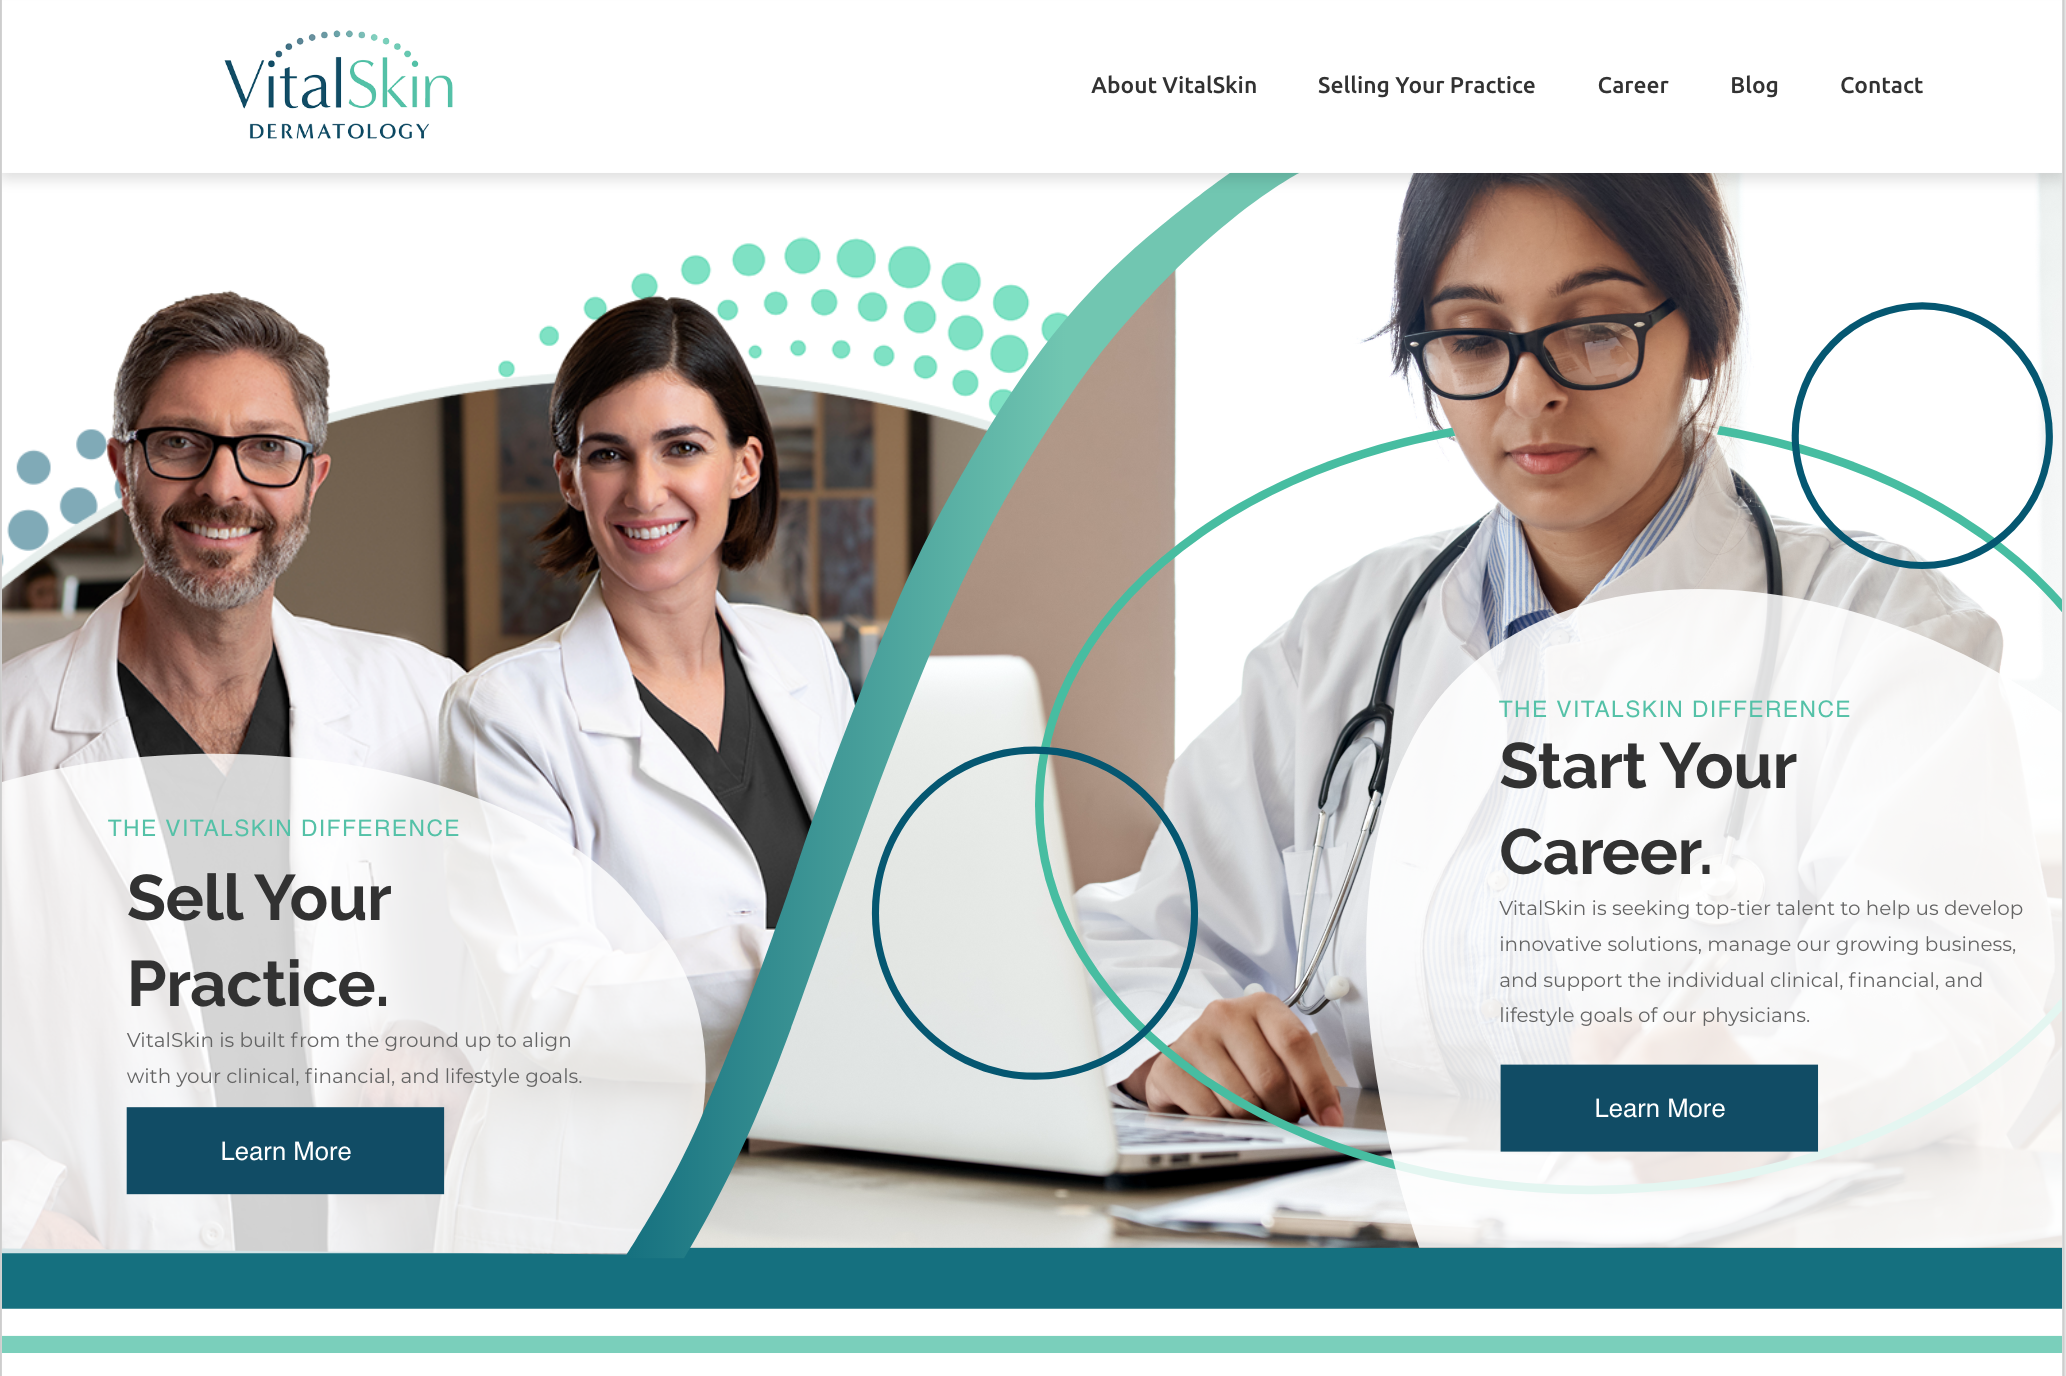 VitalSkin
DERMATOLOGY
About VitalSkin
Selling Your Practice
Career
Blog
Contact
THE VITALSKIN DIFFERENCE
Sell Your
Practice.
VitalSkin is built from the ground up to align
with your clinical, financial, and lifestyle goals.
Learn More
THE VITALSKIN DIFFERENCE
Start Your
Career.
VitalSkin is seeking top-tier talent to help us develop
innovative solutions, manage our growing business,
and support the individual clinical, financial, and
lifestyle goals of our physicians.
Learn More